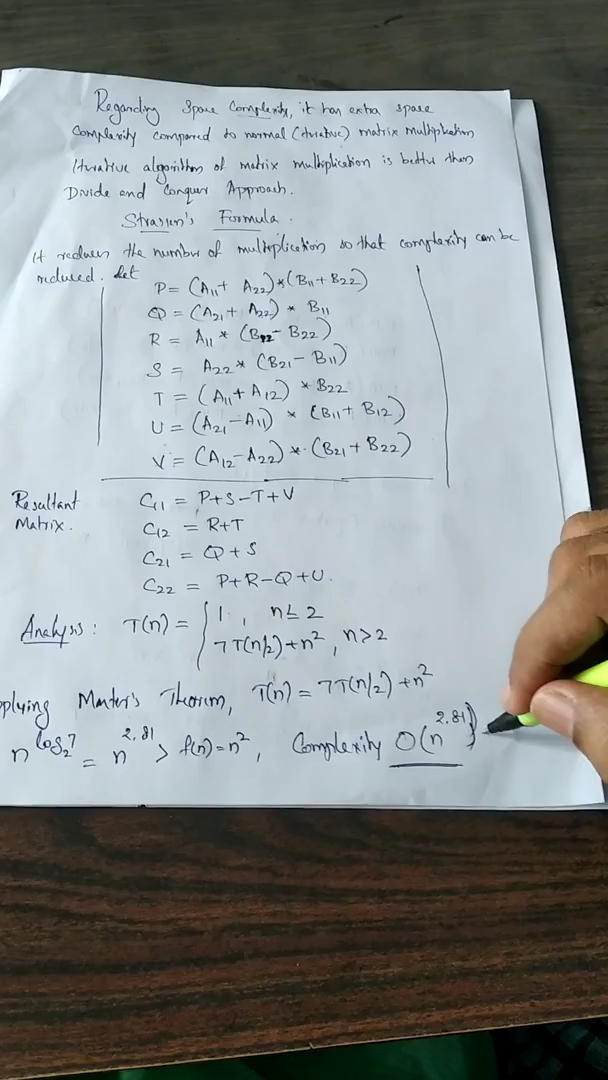 Regarding Space Complexity, it has extra space
Complexity compared to normal (iterative) matrix multiplication
Iterative algorithm of matrix multiplication is better than
Divide and Conquer Approach.
Strassen's Formula.
It reduces the number of multiplication so that complexity can be
reduced. let
P = (A11 + A22) * (B11 + B22)
Q = (A21 + A22) * B11
R = A11 * (B12 - B22)
S = A22 * (B21 - B11)
T = (A11 + A12) * B22
U = (A21 - A11) * (B11 + B12)
V = (A12 - A22) * (B21 + B22)
Resultant Matrix.
C11 = P+S-T+V
C12 = R+T
C21 = Q+S
C22 = P+R-Q+U.
Analysis: T(n) = { 1, n ≤ 2
7T(n/2) + n², n > 2
pplying Master's Theorem, T(n) = 7T(n/2) + n²
n^log₂7 = n^2.81 > f(n) = n², Complexity O(n^2.81)